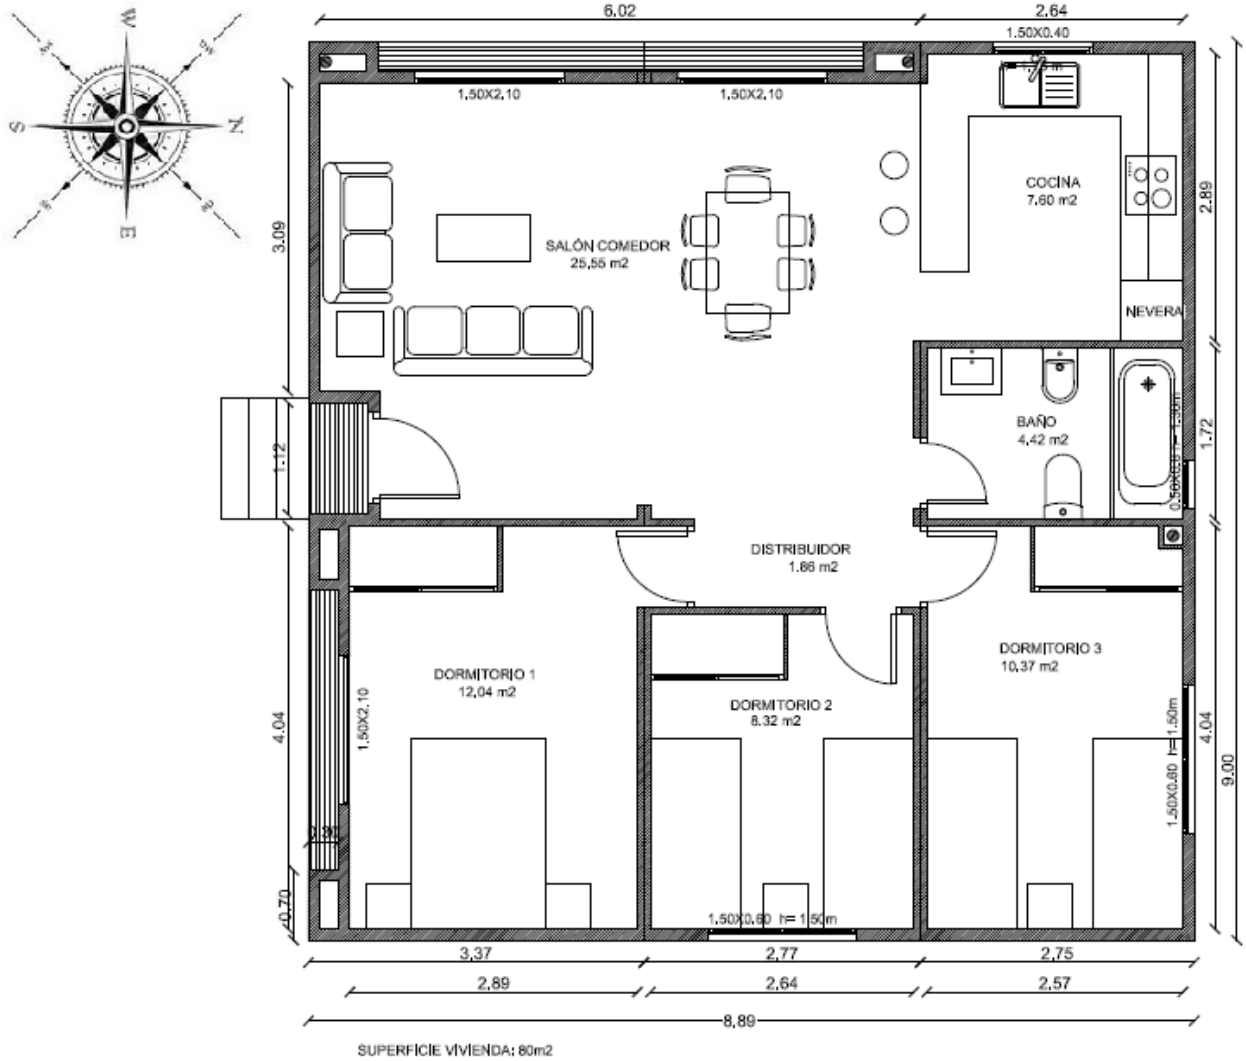 W
S
N
E
6.02
2.64
1.50X0.40
1.50X2.10
1.50X2.10
3.09
2.89
COCINA
7.60 m2
SALÓN COMEDOR
25,55 m2
NEVERA
1.12
BAÑO
4,42 m2
1.72
DISTRIBUIDOR
1.86 m2
DORMITORIO 1
12,04 m2
DORMITORIO 2
8.32 m2
DORMITORIO 3
10,37 m2
1.50X2.10
4.04
4.04
9.00
1.50X0.60 h= 1.50m
0.30
0.70
1.50X0.60 h= 1.50m
3.37
2.77
2.75
2.89
2.64
2.57
8.89
SUPERFICIE VIVIENDA: 80m2